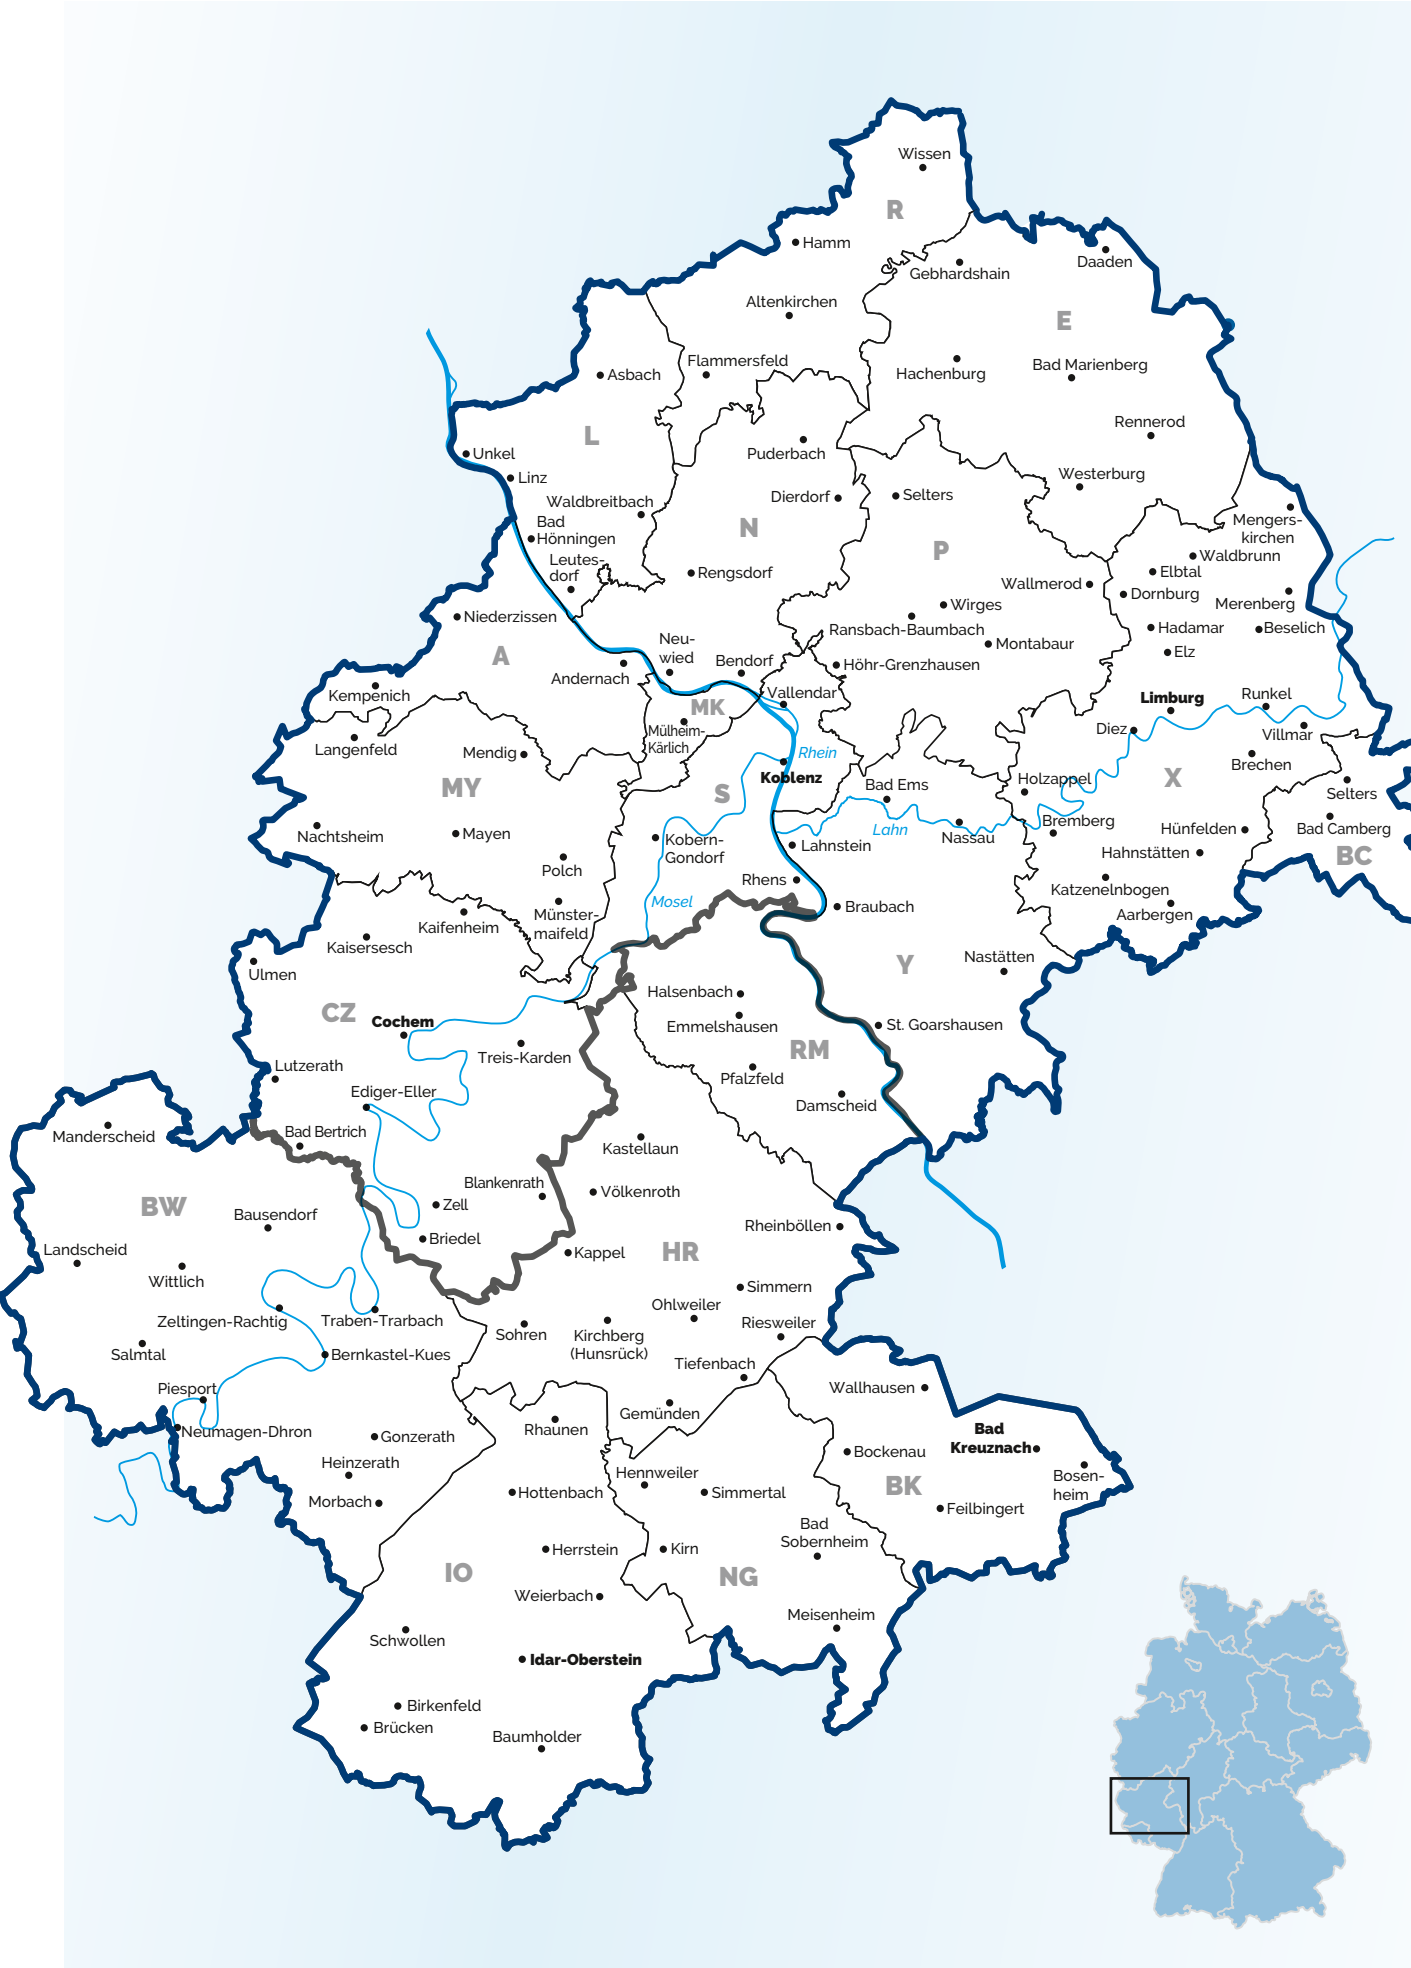 Wissen
R
Hamm
Gebhardshain
Daaden
Altenkirchen
E
Flammersfeld
Asbach
Hachenburg
Bad Marienberg
Rennerod
L
Puderbach
Unkel
Linz
Westerburg
Dierdorf
Selters
Waldbreitbach
Bad
Hönningen
N
Mengers-
kirchen
P
Waldbrunn
Leutes-
dorf
Rengsdorf
Elbtal
Wallmerod
Dornburg
Merenberg
Wirges
Niederzissen
Ransbach-Baumbach
Hadamar
Beselich
Montabaur
Elz
A
Neu-
wied
Bendorf
Höhr-Grenzhausen
Andernach
Kempenich
Vallendar
Limburg
Runkel
MK
Mülheim-
Kärlich
Diez
Villmar
Langenfeld
Mendig
Rhein
Brechen
Koblenz
Holzappel
X
MY
S
Bad Ems
Selters
Nachtsheim
Mayen
Lahn
Nassau
Bremberg
Hünfelden
Bad Camberg
Kobern-
Gondorf
Lahnstein
Hahnstätten
BC
Polch
Rhens
Katzenelnbogen
Mosel
Braubach
Aarbergen
Münster-
maifeld
Kaifenheim
Kaisersesch
Ulmen
Y
Nastätten
Halsenbach
CZ
Cochem
Emmelshausen
St. Goarshausen
RM
Treis-Karden
Lutzerath
Pfalzfeld
Ediger-Eller
Damscheid
Manderscheid
Bad Bertrich
Kastellaun
Blankenrath
Völkenroth
BW
Zell
Bausendorf
Rheinböllen
Briedel
Landscheid
Kappel
HR
Wittlich
Simmern
Ohlweiler
Zeltingen-Rachtig
Traben-Trarbach
Sohren
Kirchberg
(Hunsrück)
Riesweiler
Salmtal
Bernkastel-Kues
Tiefenbach
Piesport
Wallhausen
Gemünden
Neumagen-Dhron
Rhaunen
Bad
Kreuznach
Gonzerath
Bockenau
Heinzerath
Hennweiler
Bosen-
heim
BK
Morbach
Hottenbach
Simmertal
Feilbingert
Bad
Sobernheim
Herrstein
Kirn
IO
NG
Weierbach
Meisenheim
Schwollen
Idar-Oberstein
Birkenfeld
Brücken
Baumholder